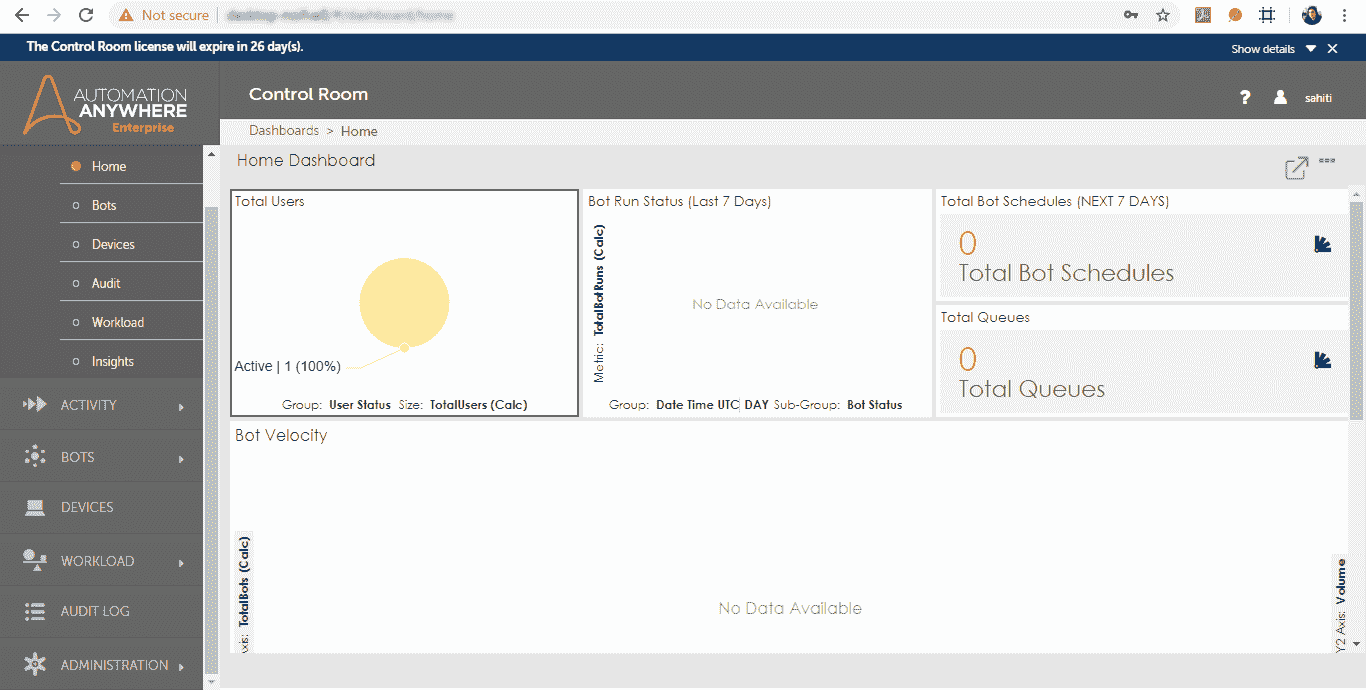 Not secure
The Control Room license will expire in 26 day(s).
Show details
AUTOMATION
ANYWHERE
Enterprise
Control Room
?
sahiti
Dashboards > Home
Home Dashboard
Home
Bots
Devices
Audit
Workload
Insights
ACTIVITY
BOTS
DEVICES
WORKLOAD
AUDIT LOG
ADMINISTRATION
Total Users
Active | 1 (100%)
Group: User Status Size: TotalUsers (Calc)
Bot Run Status (Last 7 Days)
Metric: TotalBotRuns (Calc)
No Data Available
Group: Date Time UTC DAY Sub-Group: Bot Status
Total Bot Schedules (NEXT 7 DAYS)
0
Total Bot Schedules
Total Queues
0
Total Queues
Bot Velocity
xis: TotalBots (Calc)
No Data Available
Y2 Axis: Volume